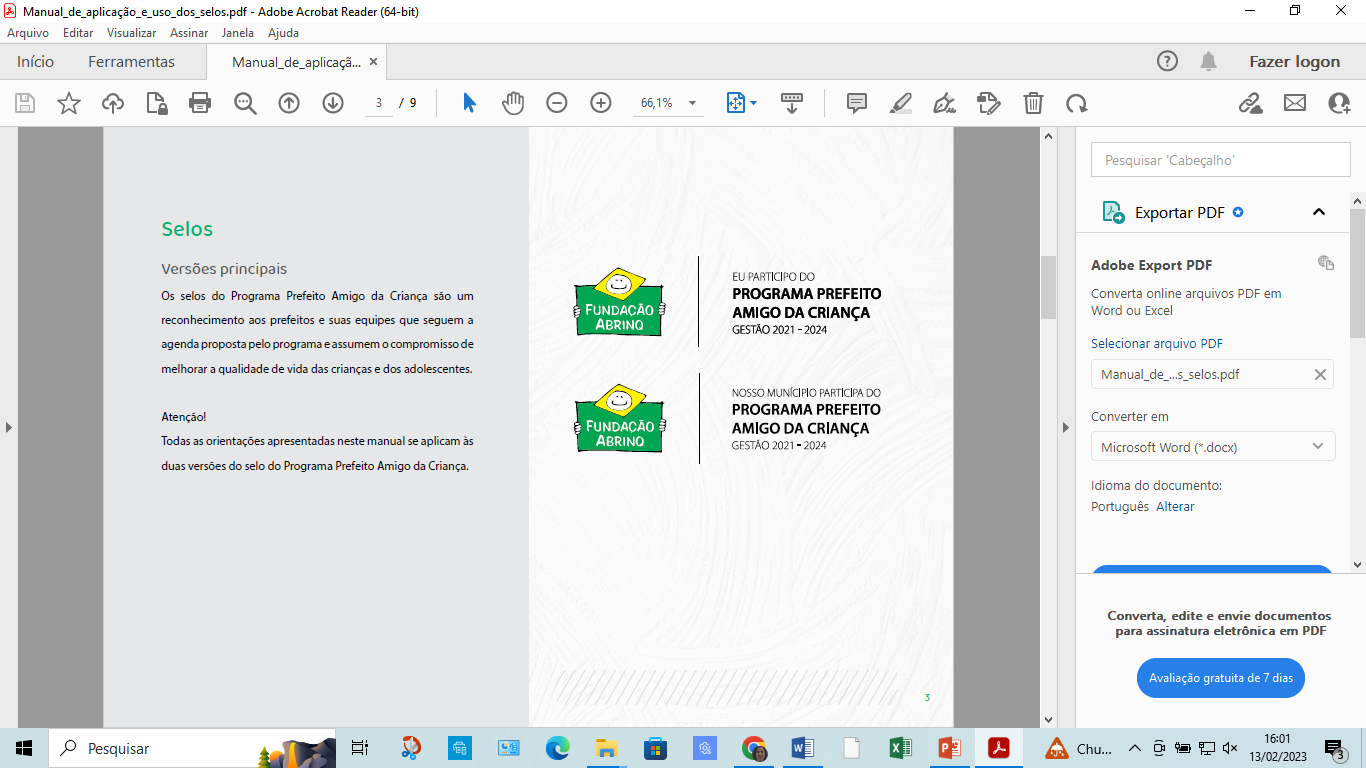 Manual_de_aplicação_e_uso_dos_selos.pdf - Adobe Acrobat Reader (64-bit)
Arquivo Editar Visualizar Assinar Janela Ajuda
Início Ferramentas Manual_de_aplicaçã... × Fazer logon
3 / 9 66,1%
Selos
Versões principais
Os selos do Programa Prefeito Amigo da Criança são um
reconhecimento aos prefeitos e suas equipes que seguem a
agenda proposta pelo programa e assumem o compromisso de
melhorar a qualidade de vida das crianças e dos adolescentes.
Atenção!
Todas as orientações apresentadas neste manual se aplicam às
duas versões do selo do Programa Prefeito Amigo da Criança.
FUNDAÇÃO
ABRINQ
EU PARTICIPO DO
PROGRAMA PREFEITO
AMIGO DA CRIANÇA
GESTÃO 2021 - 2024
FUNDAÇÃO
ABRINQ
NOSSO MUNÍCIPIO PARTICIPA DO
PROGRAMA PREFEITO
AMIGO DA CRIANÇA
GESTÃO 2021 - 2024
3
Pesquisar 'Cabeçalho'
Exportar PDF
Adobe Export PDF
Converta online arquivos PDF em
Word ou Excel
Selecionar arquivo PDF
Manual_de_...s_selos.pdf
Converter em
Microsoft Word (*.docx)
Idioma do documento:
Português Alterar
Converta, edite e envie documentos
para assinatura eletrônica em PDF
Avaliação gratuita de 7 dias
Pesquisar
Chu...
16:01
13/02/2023
3